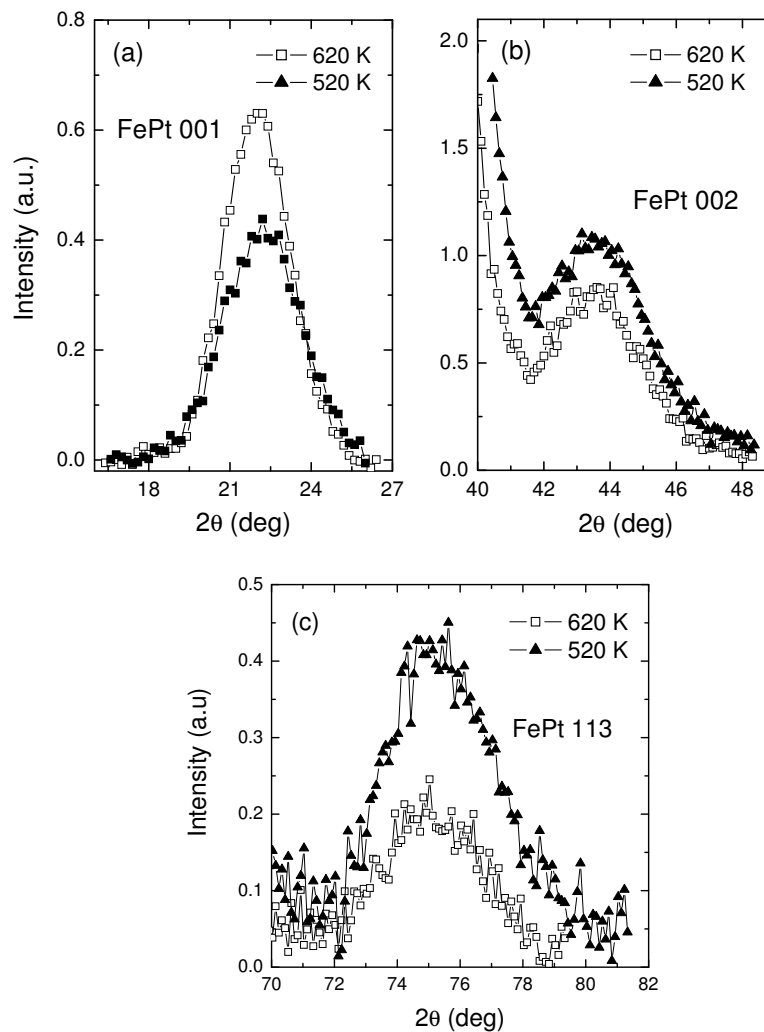 (a)
620 K
520 K
FePt 001
0.8
0.6
0.4
0.2
0.0
18 21 24 27
2θ (deg)
Intensity (a.u.)
(b)
620 K
520 K
FePt 002
2.0
1.5
1.0
0.5
0.0
40 42 44 46 48
2θ (deg)
(c)
620 K
520 K
FePt 113
0.5
0.4
0.3
0.2
0.1
0.0
70 72 74 76 78 80 82
2θ (deg)
Intensity (a.u)